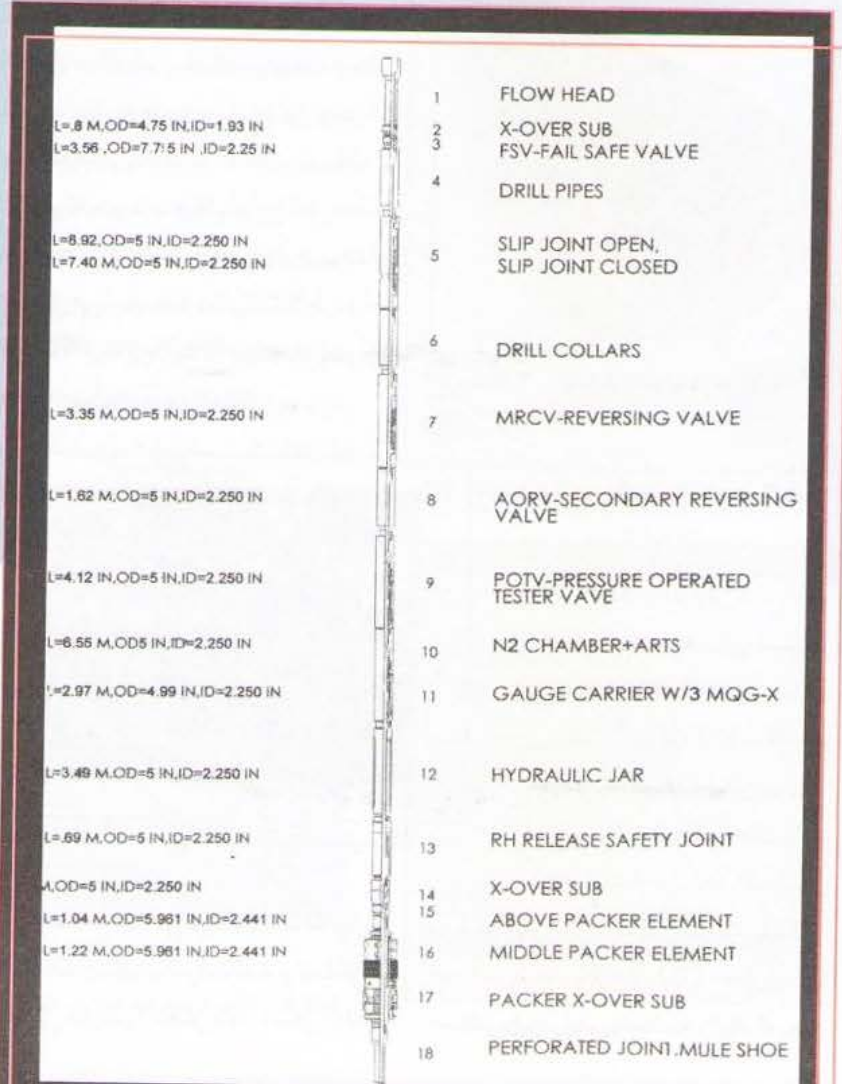 1 FLOW HEAD
L=.8 M,OD=4.75 IN,ID=1.93 IN 2 X-OVER SUB
L=3.56 ,OD=7.75 IN ,ID=2.25 IN 3 FSV-FAIL SAFE VALVE
4 DRILL PIPES
L=8.92,OD=5 IN,ID=2.250 IN 5 SLIP JOINT OPEN,
L=7.40 M,OD=5 IN,ID=2.250 IN SLIP JOINT CLOSED
6 DRILL COLLARS
L=3.35 M,OD=5 IN,ID=2.250 IN 7 MRCV-REVERSING VALVE
L=1.62 M,OD=5 IN,ID=2.250 IN 8 AORV-SECONDARY REVERSING
VALVE
L=4.12 IN,OD=5 IN,ID=2.250 IN 9 POTV-PRESSURE OPERATED
TESTER VAVE
L=6.55 M,OD5 IN,ID=2,250 IN 10 N2 CHAMBER+ARTS
=2.97 M,OD=4.99 IN,ID=2.250 IN 11 GAUGE CARRIER W/3 MQG-X
L=3.49 M.OD=5 IN,ID=2.250 IN 12 HYDRAULIC JAR
L=.69 M,OD=5 IN,ID=2.250 IN 13 RH RELEASE SAFETY JOINT
M,OD=5 IN,ID=2.250 IN 14 X-OVER SUB
L=1.04 M,OD=5.961 IN,ID=2.441 IN 15 ABOVE PACKER ELEMENT
L=1.22 M,OD=5.961 IN,ID=2.441 IN 16 MIDDLE PACKER ELEMENT
17 PACKER X-OVER SUB
18 PERFORATED JOINT.MULE SHOE